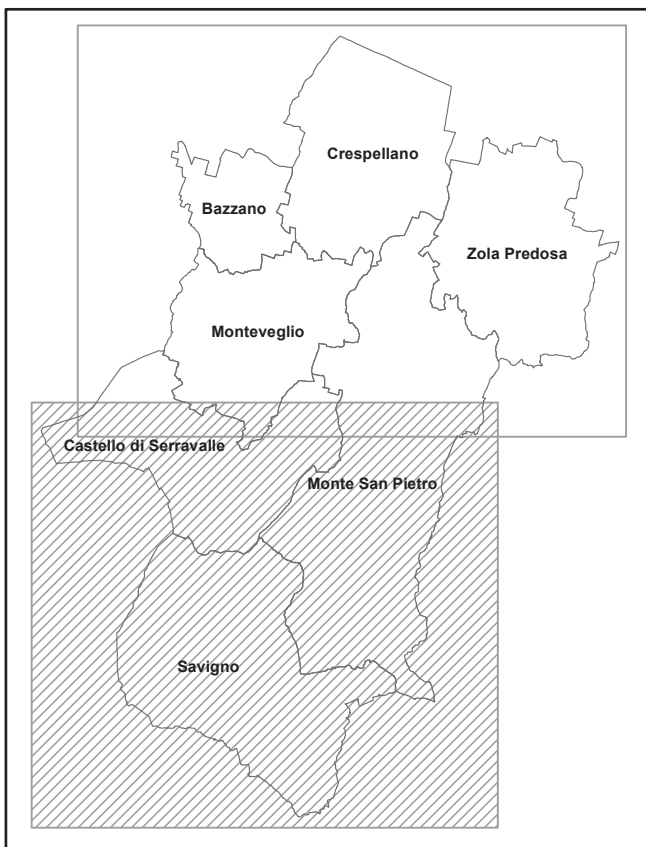 Crespellano
Bazzano
Zola Predosa
Monteveglio
Castello di Serravalle
Monte San Pietro
Savigno